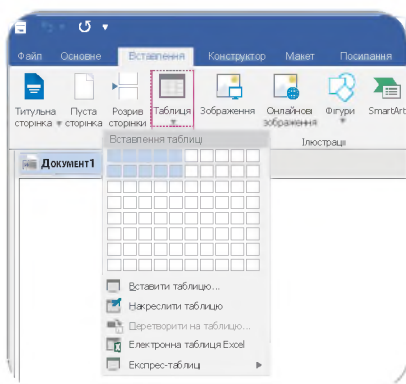 Файл Основне Вставлення Конструктор Макет Посилання
Титульна Пуста Розрив Таблиця Зображення Онлайнові Фігури SmartArt
сторінка сторінка сторінки зображення
Ілюстрації
Документ1
Вставлення таблиці
Вставити таблицю...
Накреслити таблицю
Перетворити на таблицю...
Електронна таблиця Excel
Експрес-таблиці